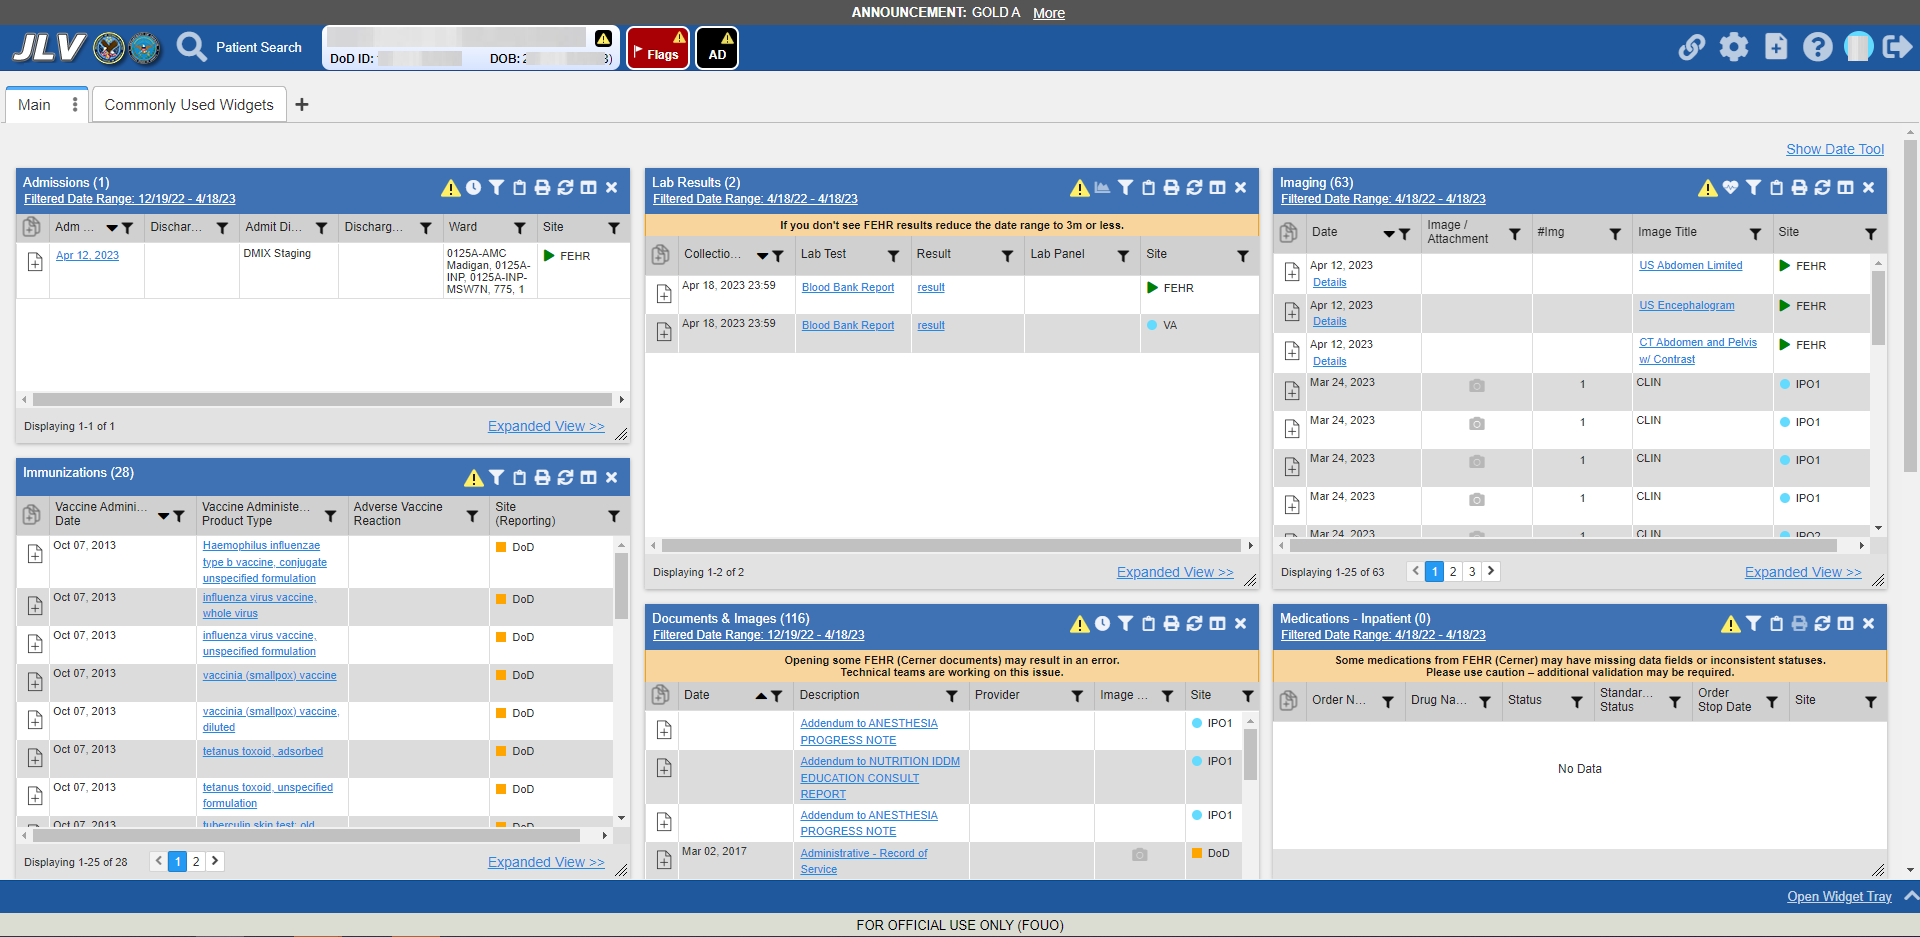 ANNOUNCEMENT: GOLD A More
JLV
Patient Search
DoD ID:
DOB: 2
3)
Flags
AD
Main
Commonly Used Widgets
Show Date Tool
Admissions (1)
Filtered Date Range: 12/19/22 - 4/18/23
Adm ... Dischar... Admit Di... Discharg... Ward Site
Apr 12, 2023 DMIX Staging 0125A-AMC FEHR
Madigan, 0125A-
INP, 0125A-INP-
MSW7N, 775, 1
Displaying 1-1 of 1
Expanded View >>
Immunizations (28)
Vaccine Admini... Vaccine Administe... Adverse Vaccine Site
Date Product Type Reaction (Reporting)
Oct 07, 2013 Haemophilus influenzae DoD
type b vaccine, conjugate
unspecified formulation
Oct 07, 2013 influenza virus vaccine, DoD
whole virus
Oct 07, 2013 influenza virus vaccine, DoD
unspecified formulation
Oct 07, 2013 vaccinia (smallpox) vaccine DoD
Oct 07, 2013 vaccinia (smallpox) vaccine, DoD
diluted
Oct 07, 2013 tetanus toxoid, adsorbed DoD
Oct 07, 2013 tetanus toxoid, unspecified DoD
formulation
Oct 07, 2013 tuberculin skin test; old DoD
Displaying 1-25 of 28
< 1 2 >
Expanded View >>
Lab Results (2)
Filtered Date Range: 4/18/22 - 4/18/23
If you don't see FEHR results reduce the date range to 3m or less.
Collectio... Lab Test Result Lab Panel Site
Apr 18, 2023 23:59 Blood Bank Report result FEHR
Apr 18, 2023 23:59 Blood Bank Report result VA
Displaying 1-2 of 2
Expanded View >>
Documents & Images (116)
Filtered Date Range: 12/19/22 - 4/18/23
Opening some FEHR (Cerner documents) may result in an error.
Technical teams are working on this issue.
Date Description Provider Image ... Site
Addendum to ANESTHESIA IPO1
PROGRESS NOTE
Addendum to NUTRITION IDDM IPO1
EDUCATION CONSULT
REPORT
Addendum to ANESTHESIA IPO1
PROGRESS NOTE
Mar 02, 2017 Administrative - Record of DoD
Service
Imaging (63)
Filtered Date Range: 4/18/22 - 4/18/23
Date Image / #Img Image Title Site
Attachment
Apr 12, 2023 US Abdomen Limited FEHR
Details
Apr 12, 2023 US Encephalogram FEHR
Details
Apr 12, 2023 CT Abdomen and Pelvis FEHR
Details w/ Contrast
Mar 24, 2023 1 CLIN IPO1
Mar 24, 2023 1 CLIN IPO1
Mar 24, 2023 1 CLIN IPO1
Mar 24, 2023 1 CLIN IPO1
Mar 24, 2023 1 CLIN IPO2
Displaying 1-25 of 63
< 1 2 3 >
Expanded View >>
Medications - Inpatient (0)
Filtered Date Range: 4/18/22 - 4/18/23
Some medications from FEHR (Cerner) may have missing data fields or inconsistent statuses.
Please use caution – additional validation may be required.
Order N... Drug Na... Status Standar... Order Site
Status Stop Date
No Data
Open Widget Tray
FOR OFFICIAL USE ONLY (FOUO)